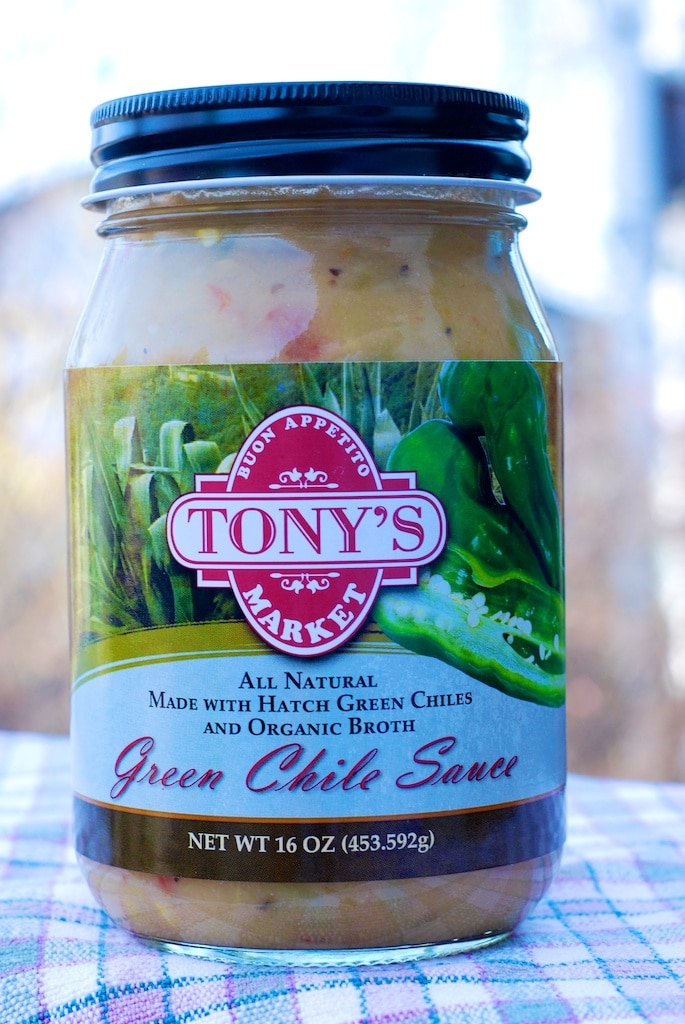 BUON APPETITO
TONY'S
MARKET
ALL NATURAL
MADE WITH HATCH GREEN CHILES
AND ORGANIC BROTH
Green Chile Sauce
NET WT 16 OZ (453.592g)